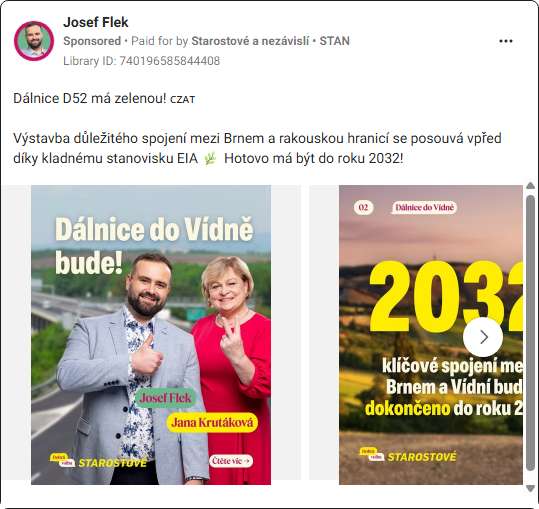 Josef Flek
Sponsored • Paid for by Starostové a nezávislí • STAN
Library ID: 740196585844408
Dálnice D52 má zelenou! CZAT
Výstavba důležitého spojení mezi Brnem a rakouskou hranicí se posouvá vpřed
díky kladnému stanovisku EIA 🌿 Hotovo má být do roku 2032!
Dálnice do Vídně
bude!
Josef Flek
Jana Krutáková
STAROSTOVÉ
Čtěte víc →
02
Dálnice do Vídně
2032
klíčové spojení me
Brnem a Vídní bud
dokončeno do roku 2
STAROSTOVÉ